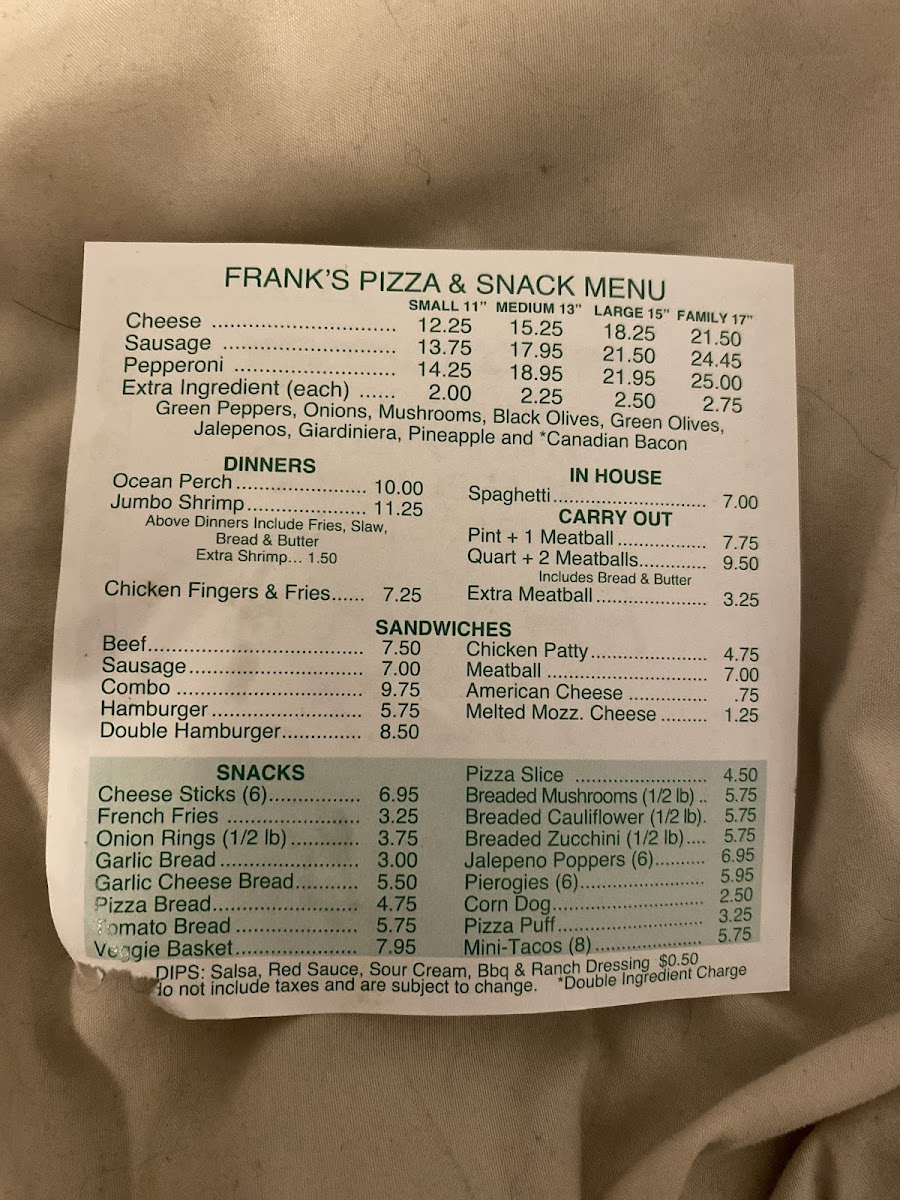 FRANK'S PIZZA & SNACK MENU
SMALL 11" MEDIUM 13" LARGE 15" FAMILY 17"
Cheese .............................. 12.25 15.25 18.25 21.50
Sausage ............................ 13.75 17.95 21.50 24.45
Pepperoni .......................... 14.25 18.95 21.95 25.00
Extra Ingredient (each) ...... 2.00 2.25 2.50 2.75
Green Peppers, Onions, Mushrooms, Black Olives, Green Olives,
Jalepenos, Giardiniera, Pineapple and *Canadian Bacon
DINNERS
Ocean Perch ...................... 10.00
Jumbo Shrimp .................... 11.25
Above Dinners Include Fries, Slaw,
Bread & Butter
Extra Shrimp... 1.50
Chicken Fingers & Fries...... 7.25
IN HOUSE
Spaghetti .......................... 7.00
CARRY OUT
Pint + 1 Meatball ................. 7.75
Quart + 2 Meatballs............. 9.50
Includes Bread & Butter
Extra Meatball ..................... 3.25
SANDWICHES
Beef................................... 7.50
Sausage ............................ 7.00
Combo .............................. 9.75
Hamburger ........................ 5.75
Double Hamburger.............. 8.50
Chicken Patty ...................... 4.75
Meatball ............................. 7.00
American Cheese ............... .75
Melted Mozz. Cheese ......... 1.25
SNACKS
Cheese Sticks (6)................ 6.95
French Fries ...................... 3.25
Onion Rings (1/2 lb) ............ 3.75
Garlic Bread ....................... 3.00
Garlic Cheese Bread........... 5.50
Pizza Bread........................ 4.75
Tomato Bread .................... 5.75
Veggie Basket.................... 7.95
Pizza Slice ........................ 4.50
Breaded Mushrooms (1/2 lb) .. 5.75
Breaded Cauliflower (1/2 lb). 5.75
Breaded Zucchini (1/2 lb).... 5.75
Jalepeno Poppers (6).......... 6.95
Pierogies (6)...................... 5.95
Corn Dog........................... 2.50
Pizza Puff.......................... 3.25
Mini-Tacos (8) .................... 5.75
DIPS: Salsa, Red Sauce, Sour Cream, Bbq & Ranch Dressing $0.50
do not include taxes and are subject to change. *Double Ingredient Charge